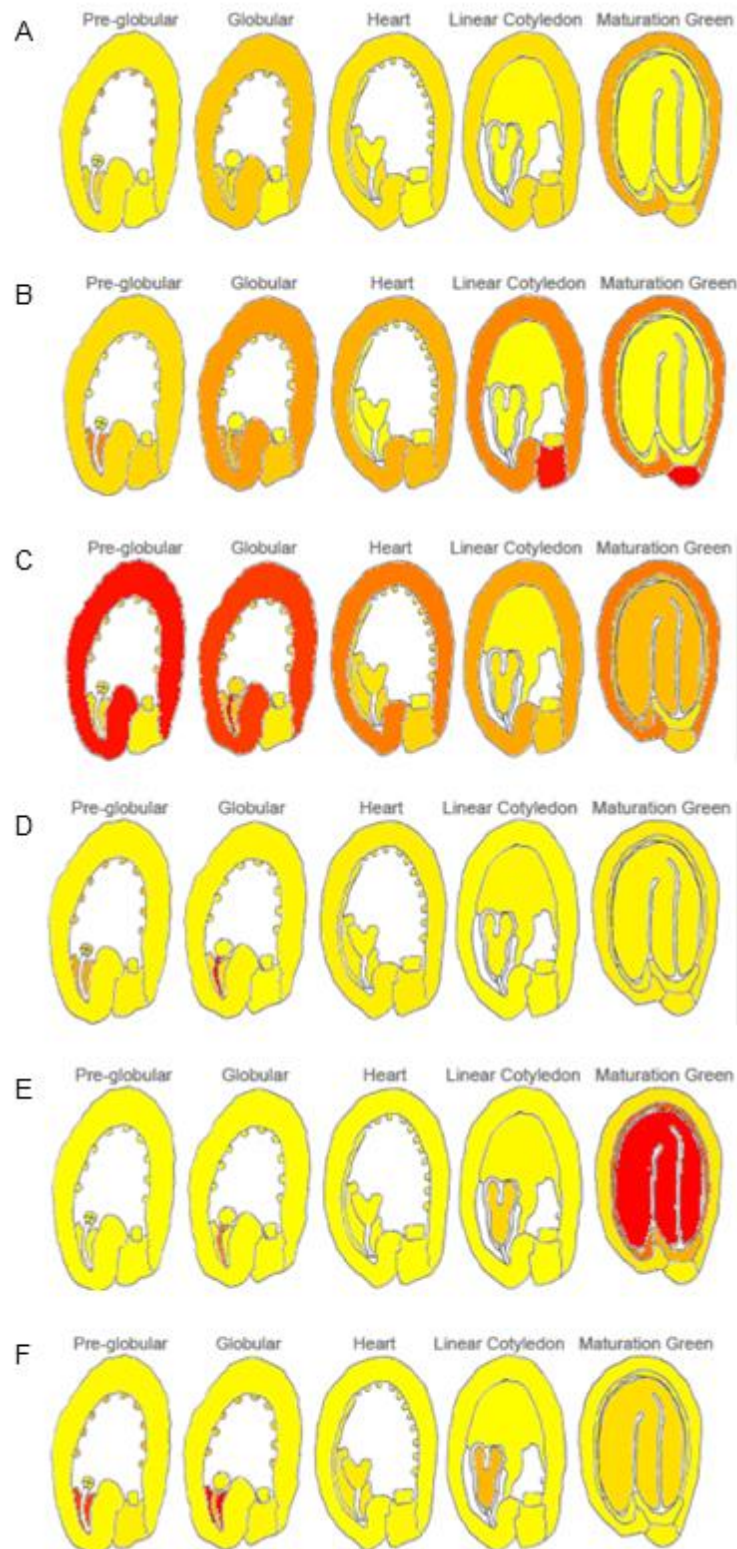 A Pre-globular Globular Heart Linear Cotyledon Maturation Green
B Pre-globular Globular Heart Linear Cotyledon Maturation Green
C Pre-globular Globular Heart Linear Cotyledon Maturation Green
D Pre-globular Globular Heart Linear Cotyledon Maturation Green
E Pre-globular Globular Heart Linear Cotyledon Maturation Green
F Pre-globular Globular Heart Linear Cotyledon Maturation Green